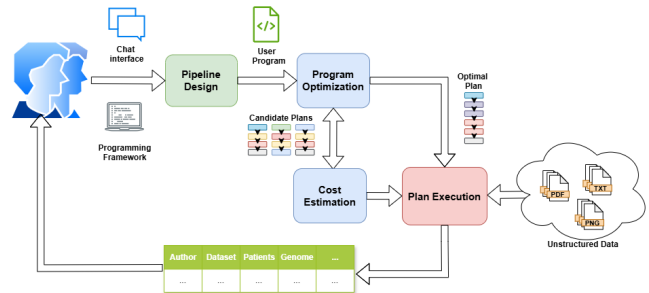 Chat
interface
Programming
Framework
Pipeline
Design
User
Program
Program
Optimization
Candidate Plans
Cost
Estimation
Optimal
Plan
Plan Execution
PDF
TXT
PNG
Unstructured Data
Author Dataset Patients Genome ...
... ... ... ... ...